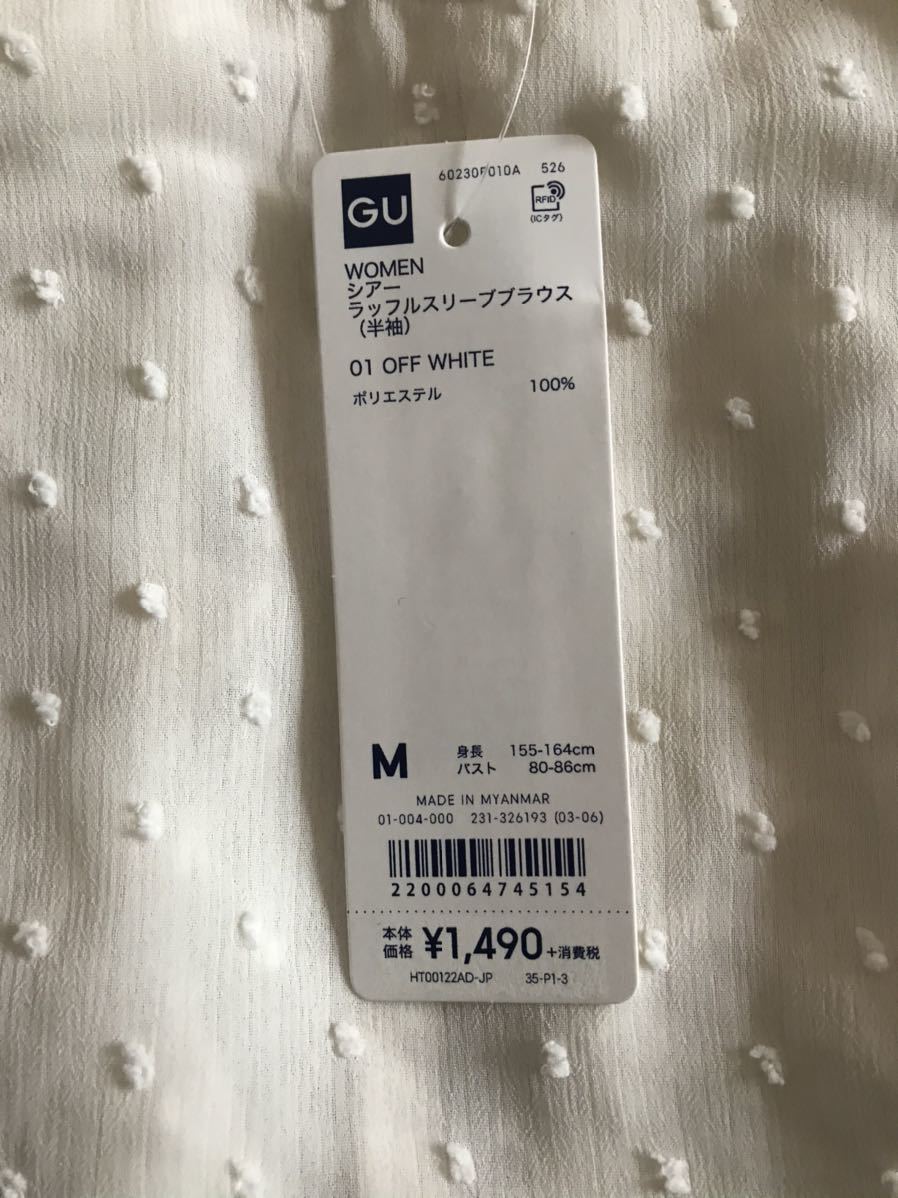 60230F010A 526
GU
RFID
(ICタグ)
WOMEN
シアー
ラッフルスリーブブラウス
（半袖）
01 OFF WHITE
ポリエステル 100%
M 身長 155-164cm
バスト 80-86cm
MADE IN MYANMAR
01-004-000 231-326193 (03-06)
2200064745154
本体
価格 ¥1,490+消費税
HT00122AD-JP 35-P1-3